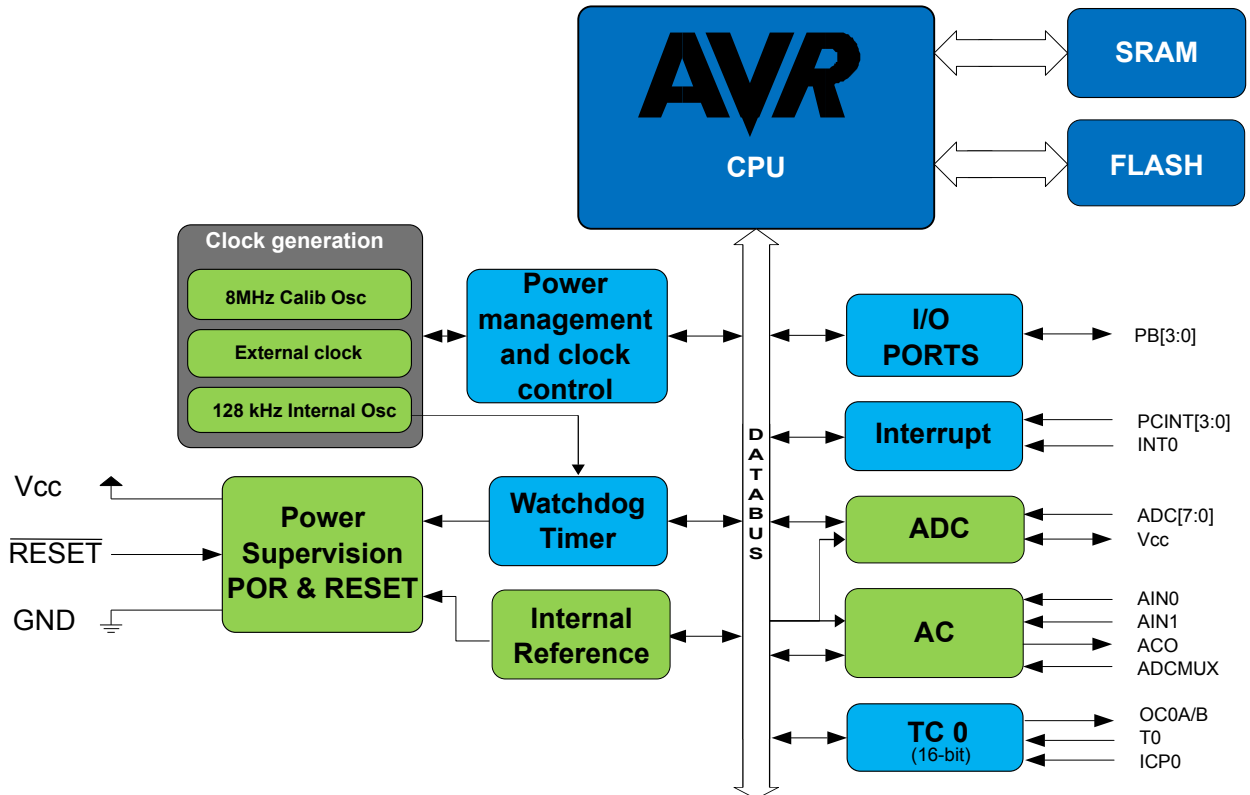 AVR
CPU
SRAM
FLASH
Clock generation
8MHz Calib Osc
External clock
128 kHz Internal Osc
Power
management
and clock
control
I/O
PORTS
PB[3:0]
Interrupt
PCINT[3:0]
INT0
DATABUS
Vcc
RESET
GND
Power
Supervision
POR & RESET
Watchdog
Timer
Internal
Reference
ADC
ADC[7:0]
Vcc
AC
AIN0
AIN1
ACO
ADCMUX
TC 0
(16-bit)
OC0A/B
T0
ICP0